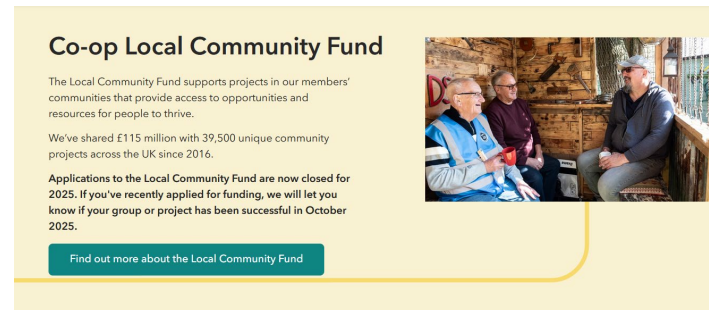 Co-op Local Community Fund
The Local Community Fund supports projects in our members'
communities that provide access to opportunities and
resources for people to thrive.
We've shared £115 million with 39,500 unique community
projects across the UK since 2016.
Applications to the Local Community Fund are now closed for
2025. If you've recently applied for funding, we will let you
know if your group or project has been successful in October
2025.
Find out more about the Local Community Fund